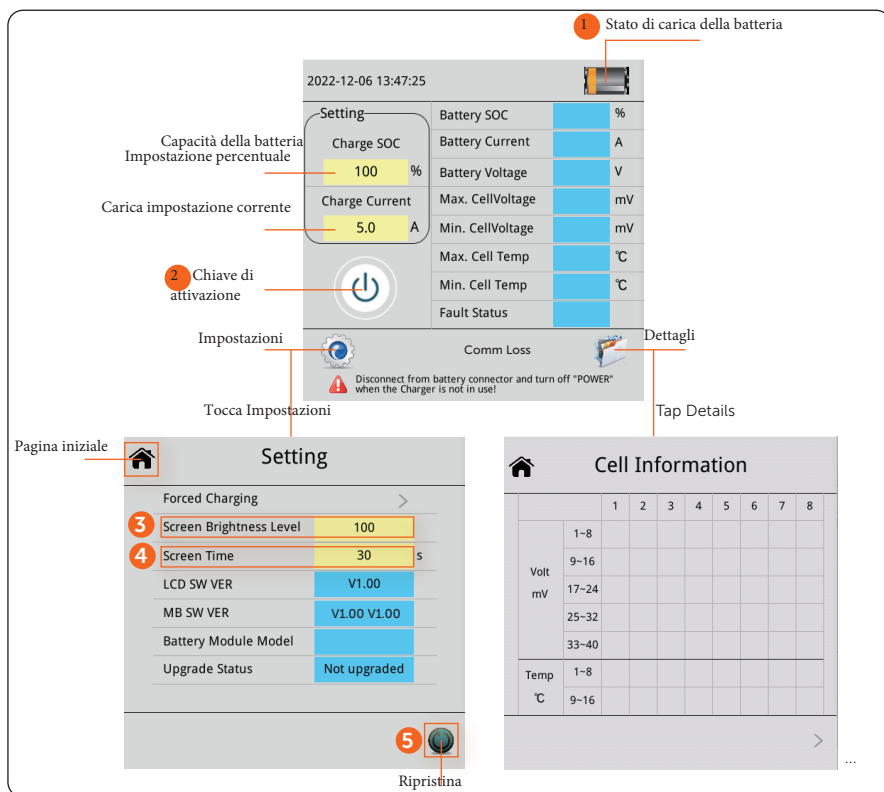 1 Stato di carica della batteria
2022-12-06 13:47:25
Setting
Capacità della batteria
Impostazione percentuale
Charge SOC
100 %
Carica impostazione corrente
Charge Current
5.0 A
Battery SOC %
Battery Current A
Battery Voltage V
Max. CellVoltage mV
Min. CellVoltage mV
Max. Cell Temp ℃
Min. Cell Temp ℃
Fault Status
2 Chiave di
attivazione
Impostazioni
Comm Loss
Dettagli
Disconnect from battery connector and turn off "POWER"
when the Charger is not in use!
Tocca Impostazioni
Tap Details
Pagina iniziale
Setting
Forced Charging >
3 Screen Brightness Level 100
4 Screen Time 30 s
LCD SW VER V1.00
MB SW VER V1.00 V1.00
Battery Module Model
Upgrade Status Not upgraded
5
Ripristina
Cell Information
1 2 3 4 5 6 7 8
Volt
mV
1~8
9~16
17~24
25~32
33~40
Temp
℃
1~8
9~16
>
...